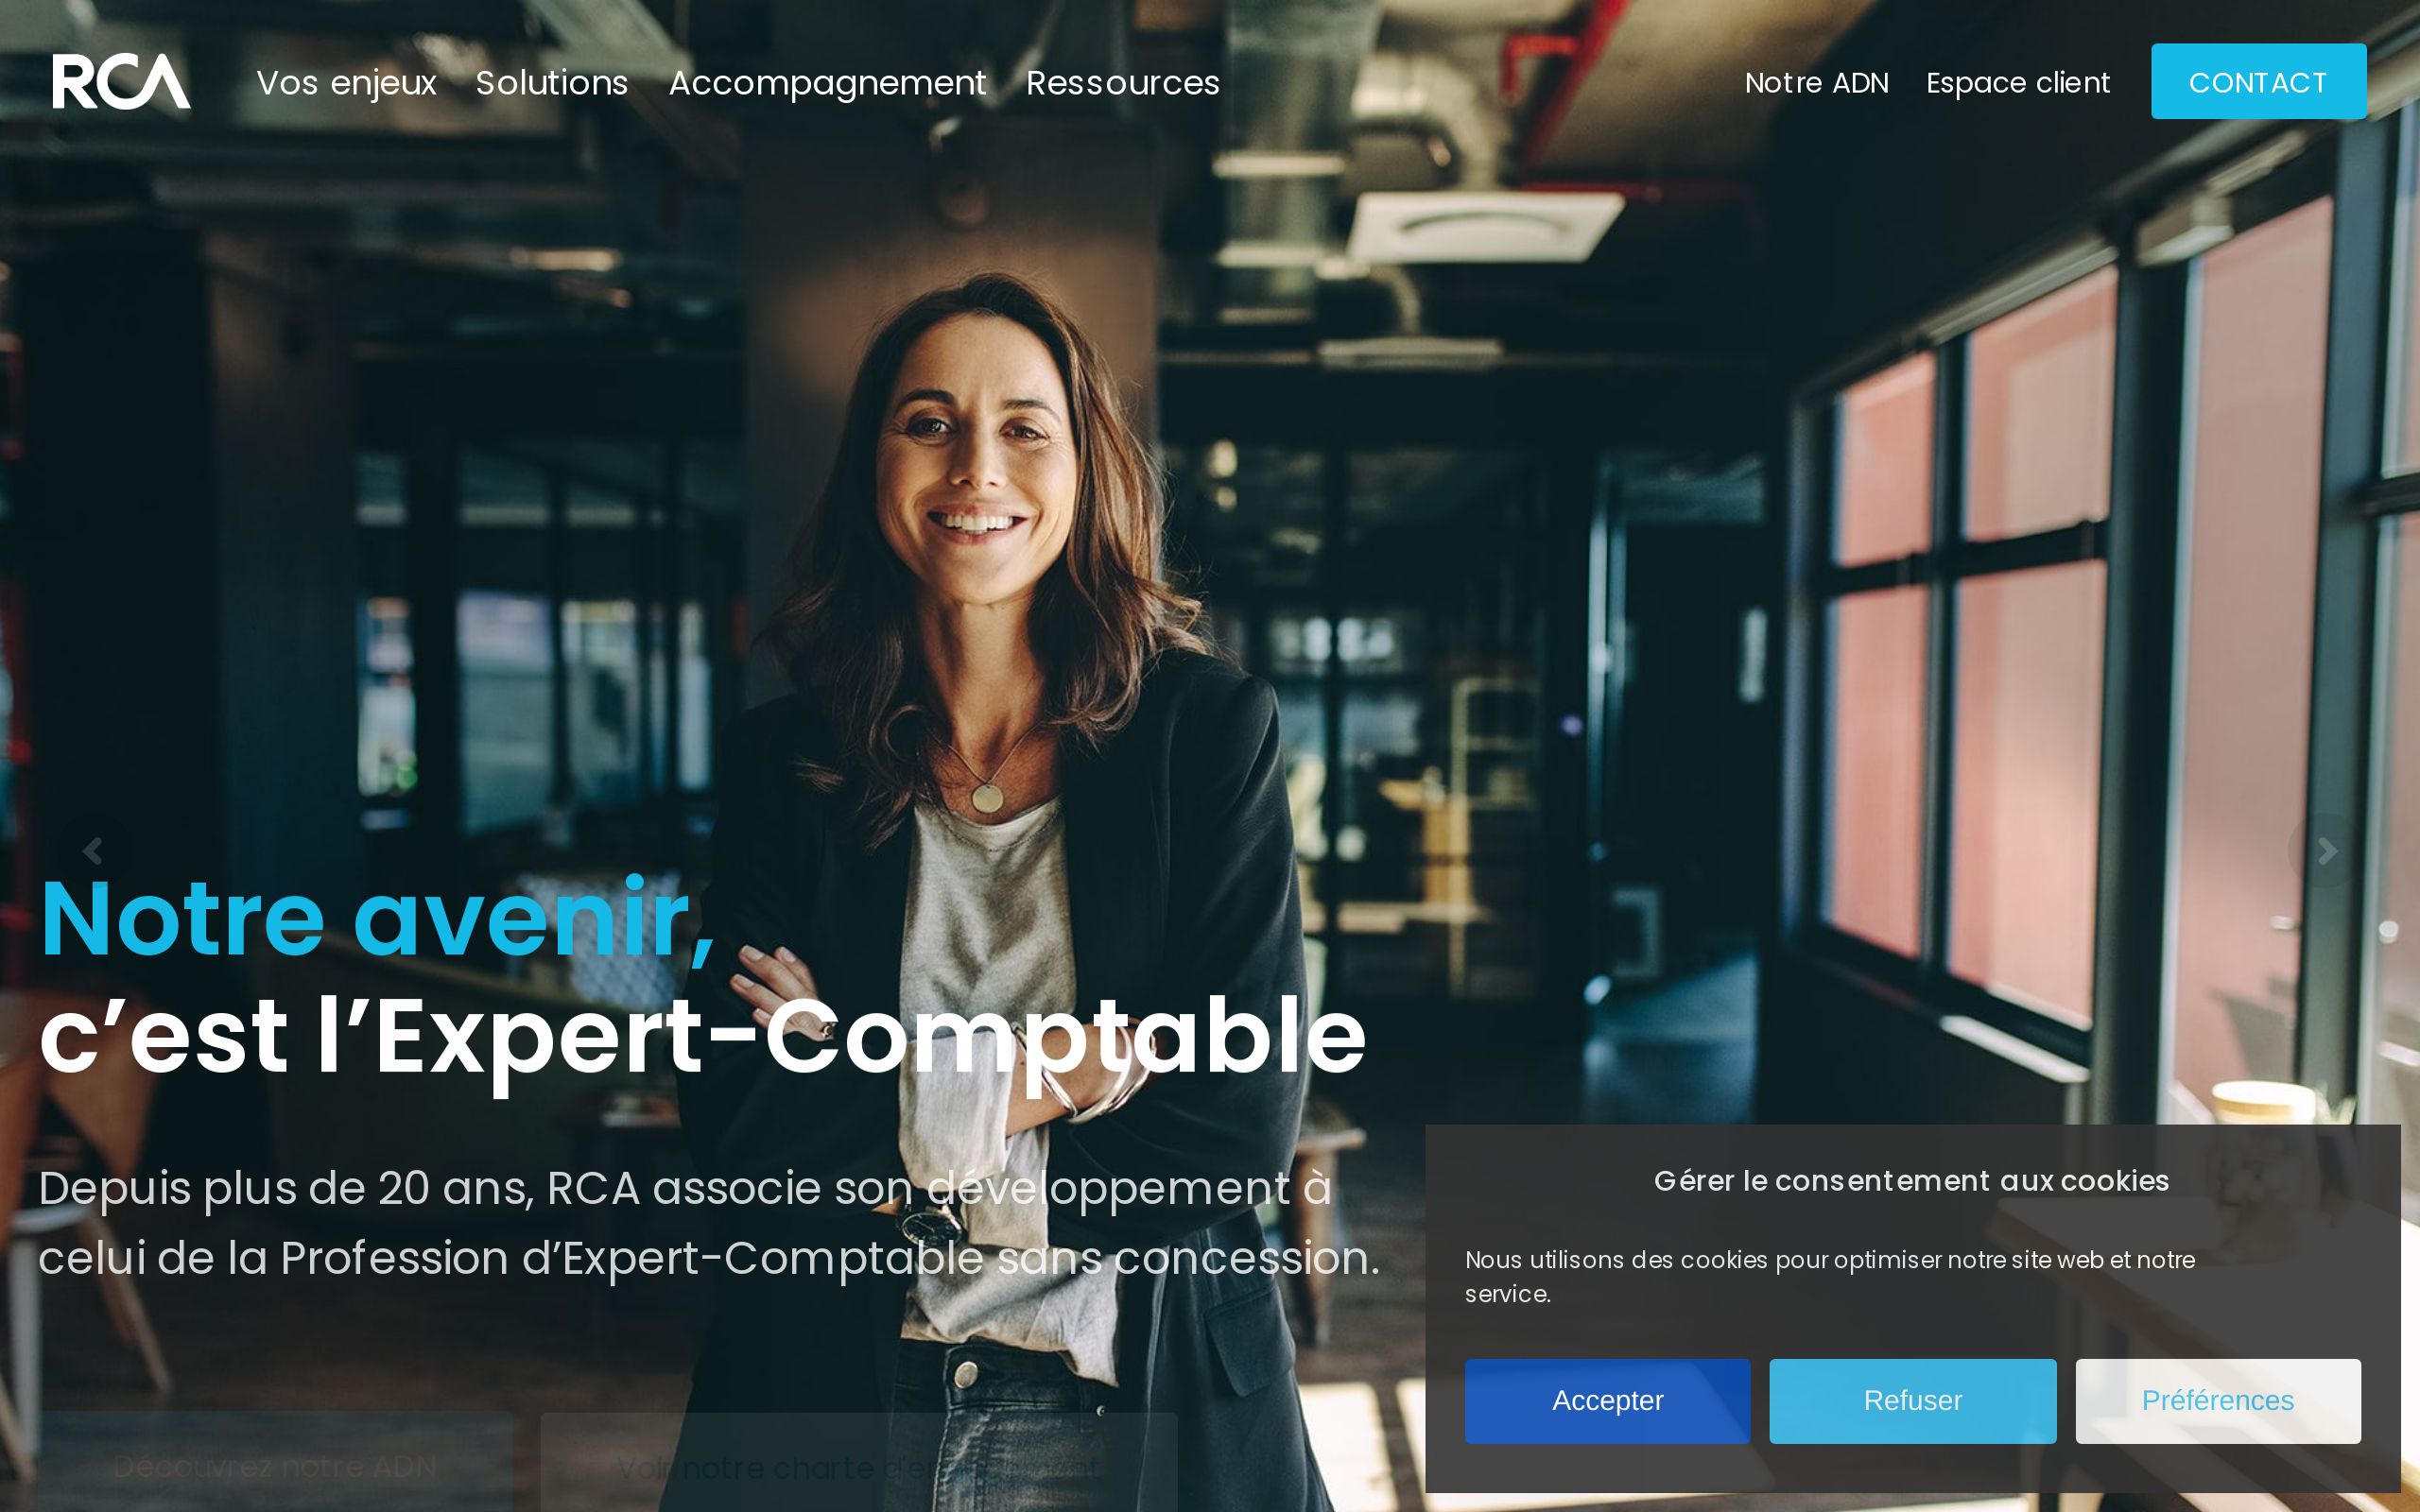 RCA
Vos enjeux
Solutions
Accompagnement
Ressources
Notre ADN
Espace client
CONTACT
Notre avenir,
c’est l’Expert-Comptable
Depuis plus de 20 ans, RCA associe son développement à
celui de la Profession d’Expert-Comptable sans concession.
Découvrez notre ADN
Voir notre charte
Gérer le consentement aux cookies
Nous utilisons des cookies pour optimiser notre site web et notre
service.
Accepter
Refuser
Préférences